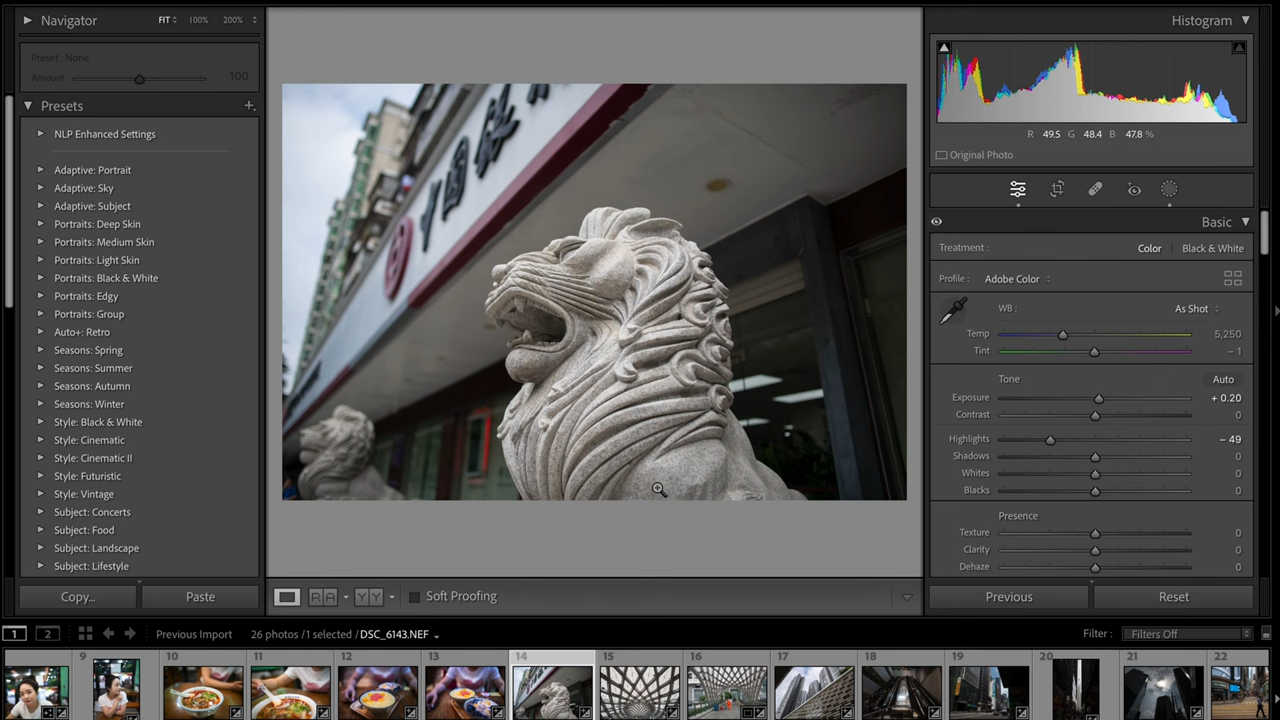 Navigator
FIT
100%
200%
Preset : None
Amount
100
Presets
NLP Enhanced Settings
Adaptive: Portrait
Adaptive: Sky
Adaptive: Subject
Portraits: Deep Skin
Portraits: Medium Skin
Portraits: Light Skin
Portraits: Black & White
Portraits: Edgy
Portraits: Group
Auto+: Retro
Seasons: Spring
Seasons: Summer
Seasons: Autumn
Seasons: Winter
Style: Black & White
Style: Cinematic
Style: Cinematic II
Style: Futuristic
Style: Vintage
Subject: Concerts
Subject: Food
Subject: Landscape
Subject: Lifestyle
Copy...
Paste
中国银
RA
YY
Soft Proofing
Histogram
R 49.5 G 48.4 B 47.8 %
Original Photo
Basic
Treatment : Color Black & White
Profile : Adobe Color
WB : As Shot
Temp 5,250
Tint – 1
Tone Auto
Exposure + 0.20
Contrast 0
Highlights – 49
Shadows 0
Whites 0
Blacks 0
Presence
Texture 0
Clarity 0
Dehaze 0
Previous
Reset
1 2 Previous Import 26 photos / 1 selected / DSC_6143.NEF
Filter : Filters Off
9 10 11 12 13 14 15 16 17 18 19 20 21 22